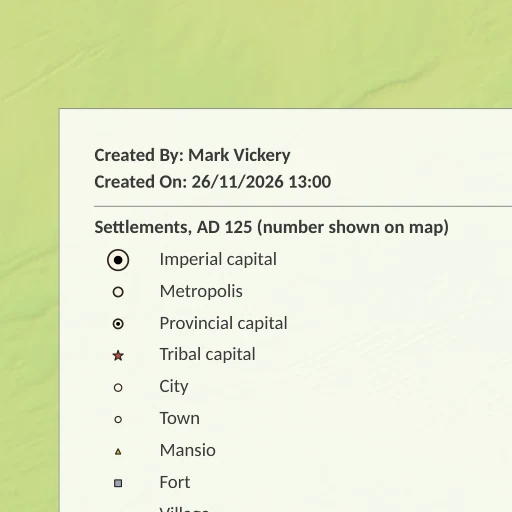 Created By: Mark Vickery
Created On: 26/11/2026 13:00
Settlements, AD 125 (number shown on map)
Imperial capital
Metropolis
Provincial capital
Tribal capital
City
Town
Mansio
Fort